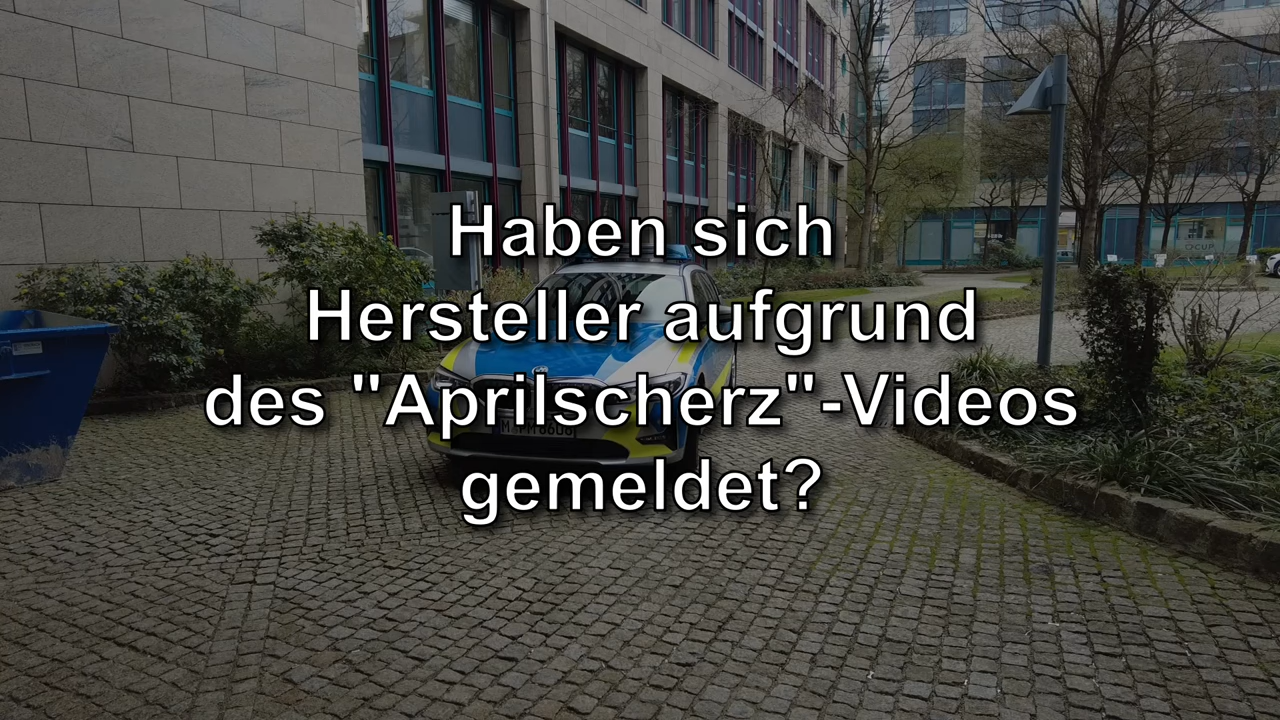 Haben sich
Hersteller aufgrund
des "Aprilscherz"-Videos
gemeldet?